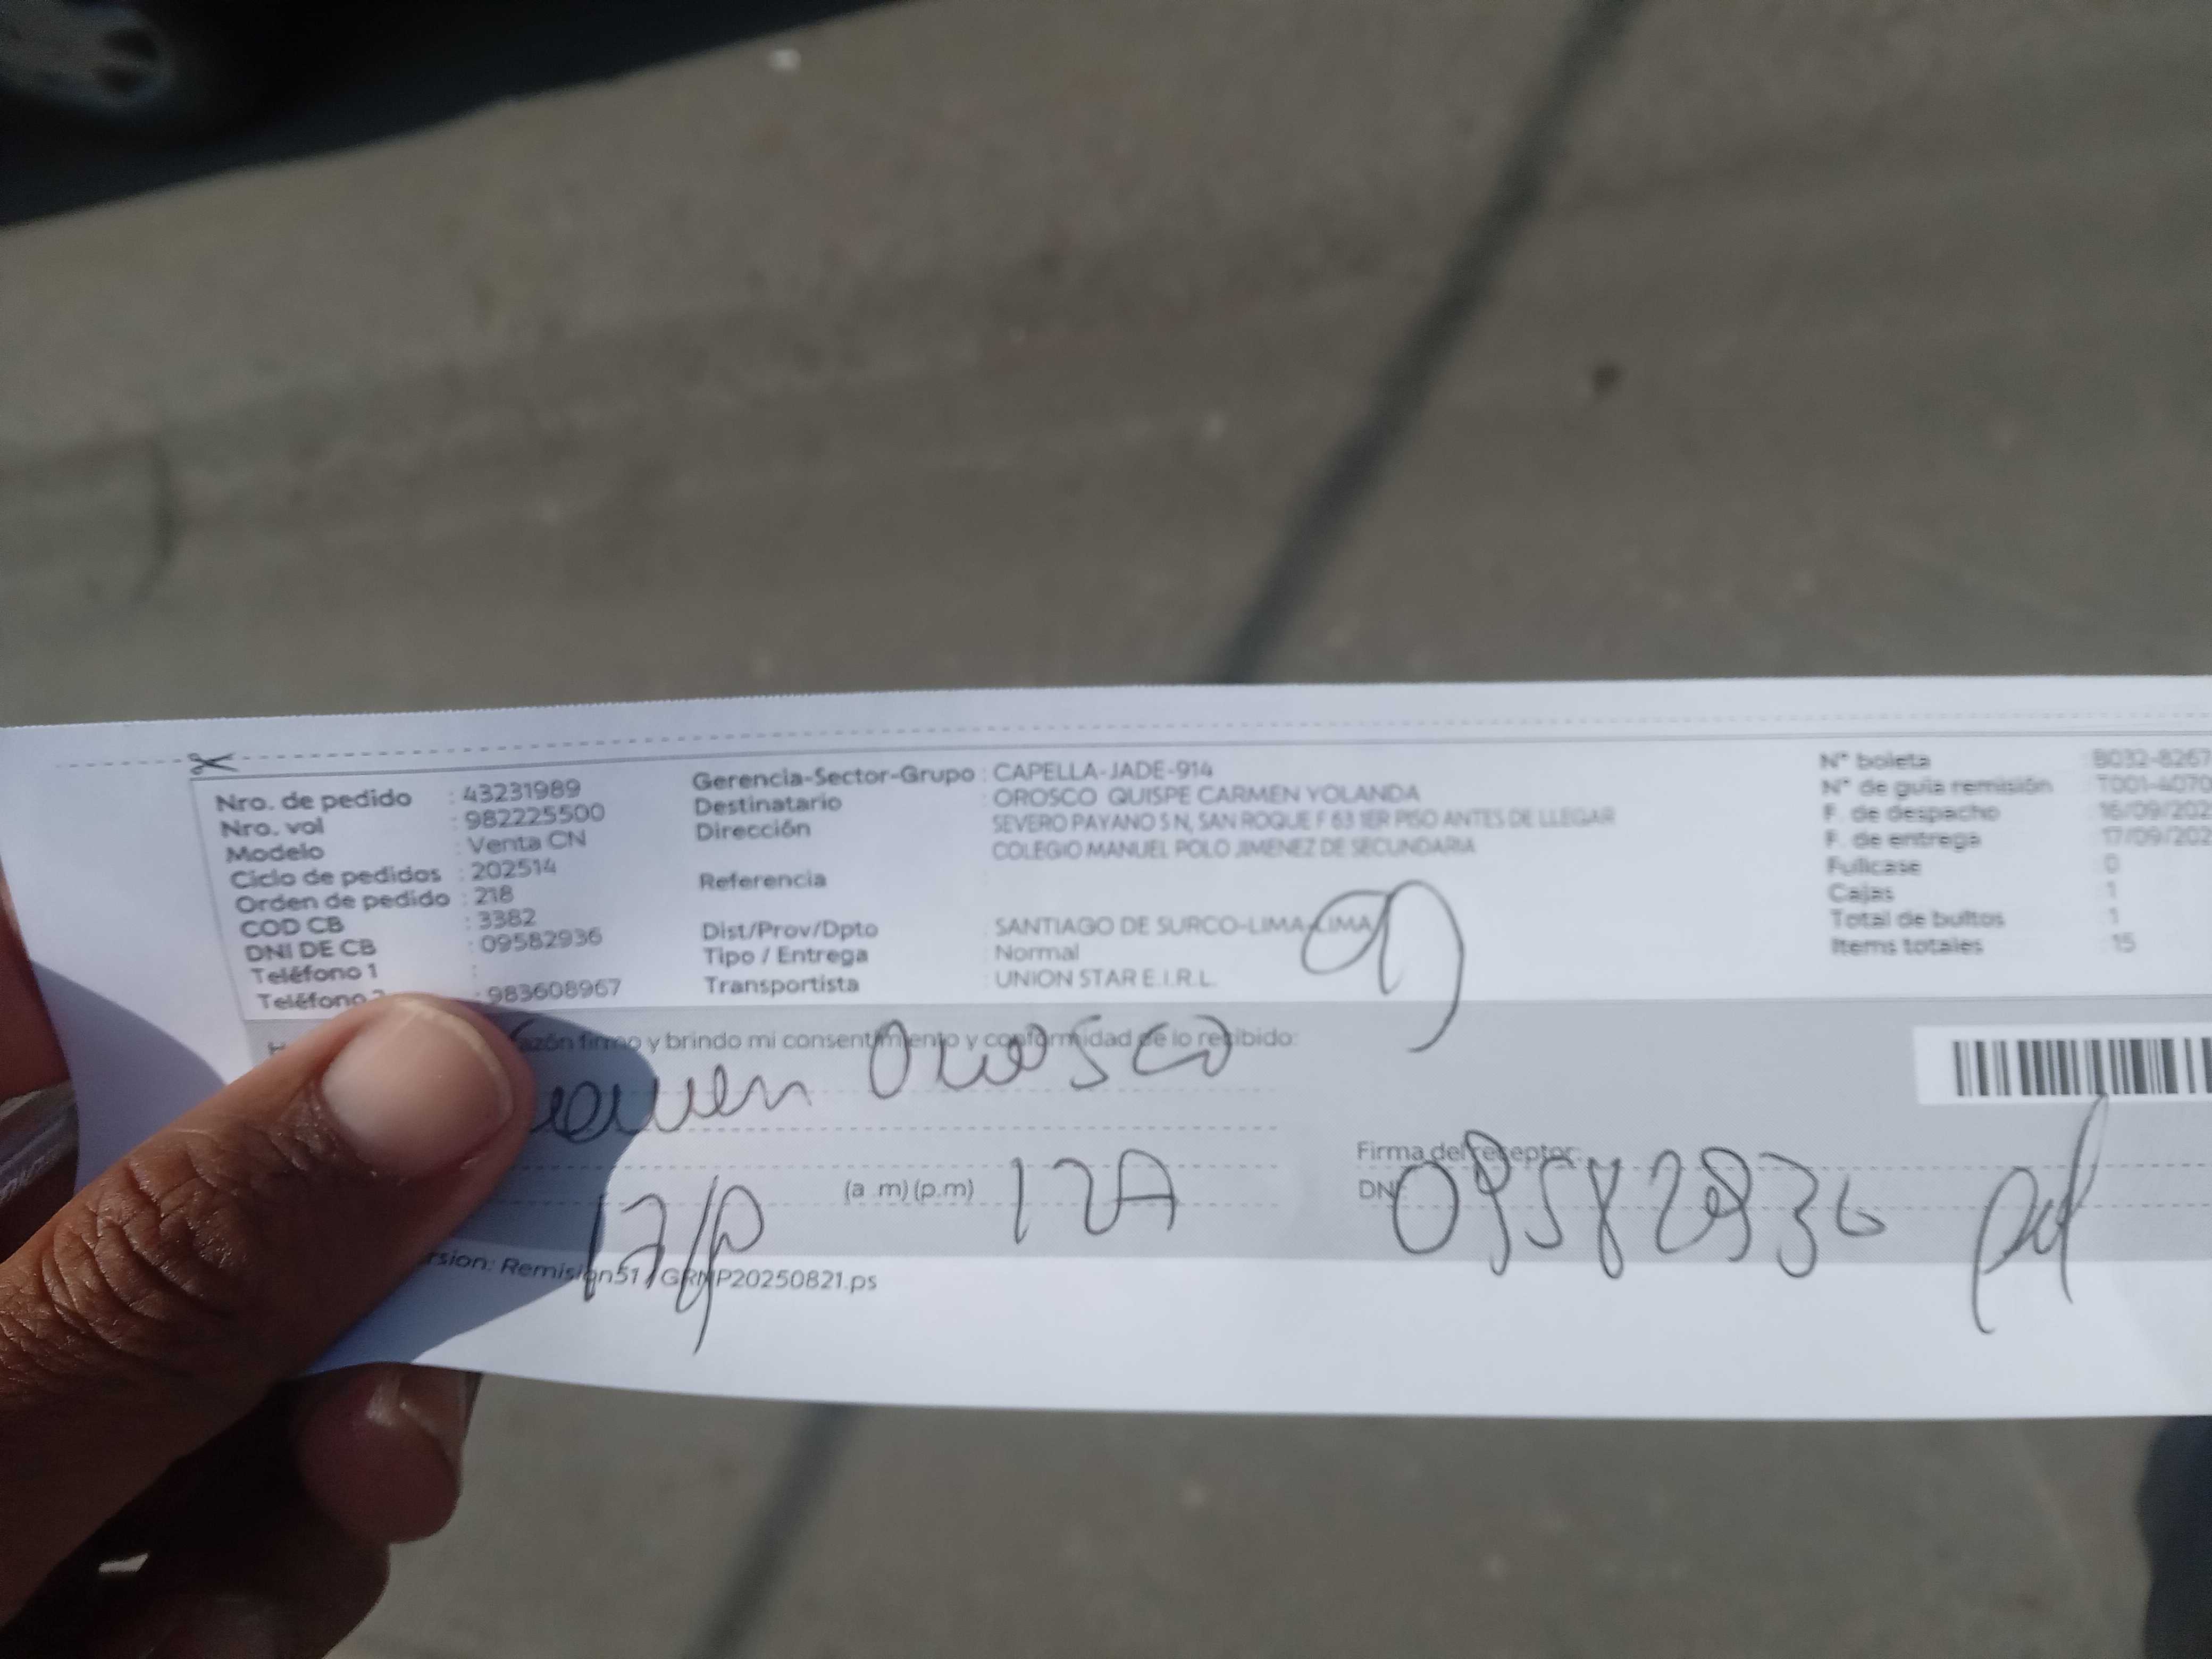 Nro. de pedido : 43231989
Nro. vol : 982225500
Modelo : Venta CN
Ciclo de pedidos : 202514
Orden de pedido : 218
COD CB : 3382
DNI DE CB : 09582936
Teléfono 1 :
Teléfono : 983608967
Gerencia-Sector-Grupo : CAPELLA-JADE-914
Destinatario : OROSCO QUISPE CARMEN YOLANDA
Dirección : SEVERO PAYANO S N, SAN ROQUE F 63 1ER PISO ANTES DE LLEGAR
COLEGIO MANUEL POLO JIMENEZ DE SECUNDARIA
Referencia :
Dist/Prov/Dpto : SANTIAGO DE SURCO-LIMA-LIMA
Tipo / Entrega : Normal
Transportista : UNION STAR E.I.R.L.
N° boleta : B032-8267
N° de guía remisión : T001-4070
F. de despacho : 16/09/202
F. de entrega : 17/09/202
Fullcase : 0
Cajas : 1
Total de bultos : 1
Items totales : 15
firmo y brindo mi consentimiento y conformidad de lo recibido:
Orosco
(a .m) (p.m) 12A
Firma del receptor:
DNI 09582936
Remision51 / GRMP20250821.ps